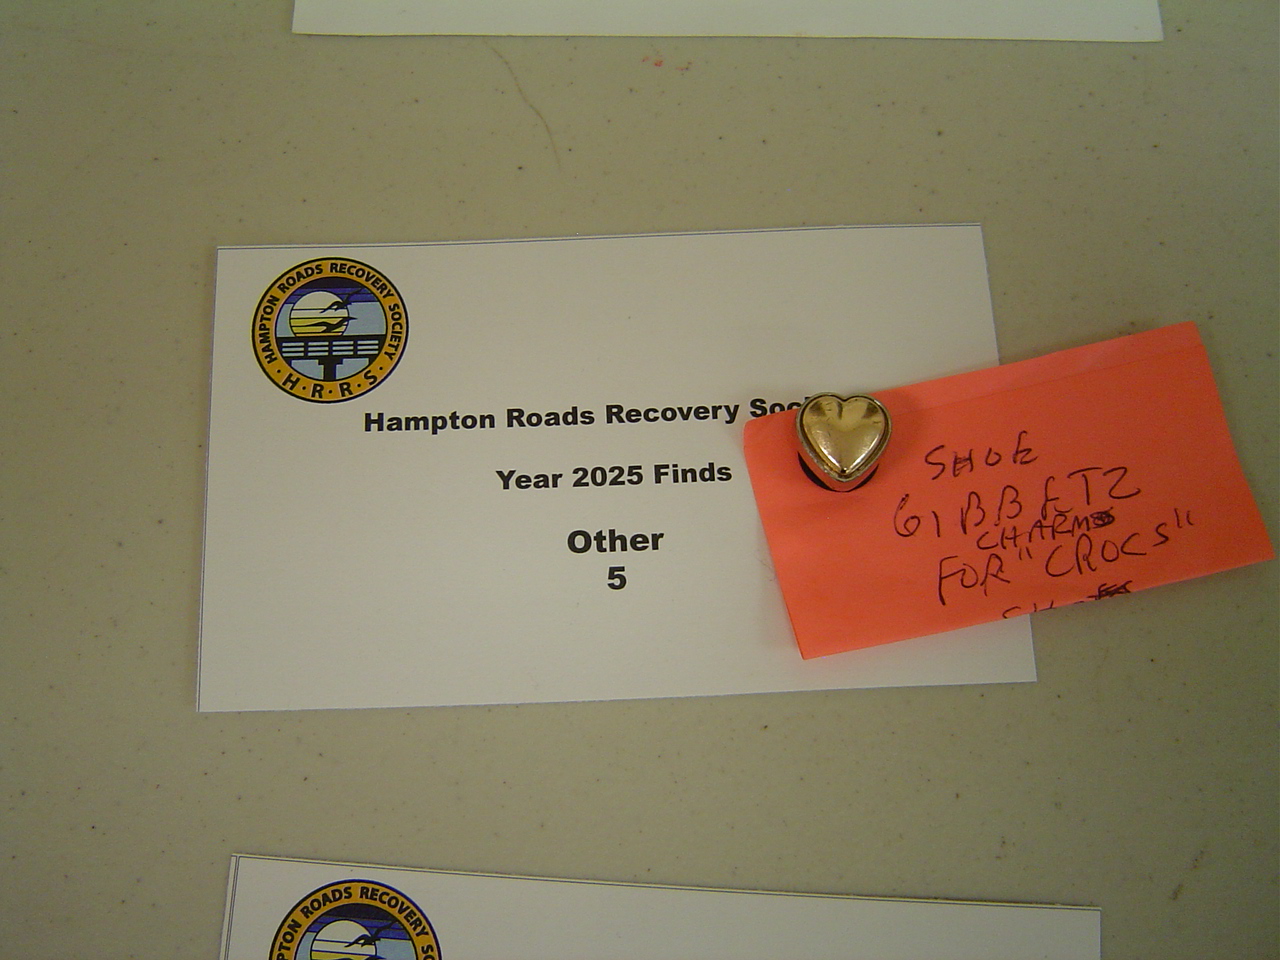 HAMPTON ROADS RECOVERY SOCIETY
· H · R · R · S ·
Hampton Roads Recovery Soc
Year 2025 Finds
Other
5
SHOE
GIBBETZ
CHARMS
FOR "CROCS"
HAMPTON ROADS RECOVERY SO